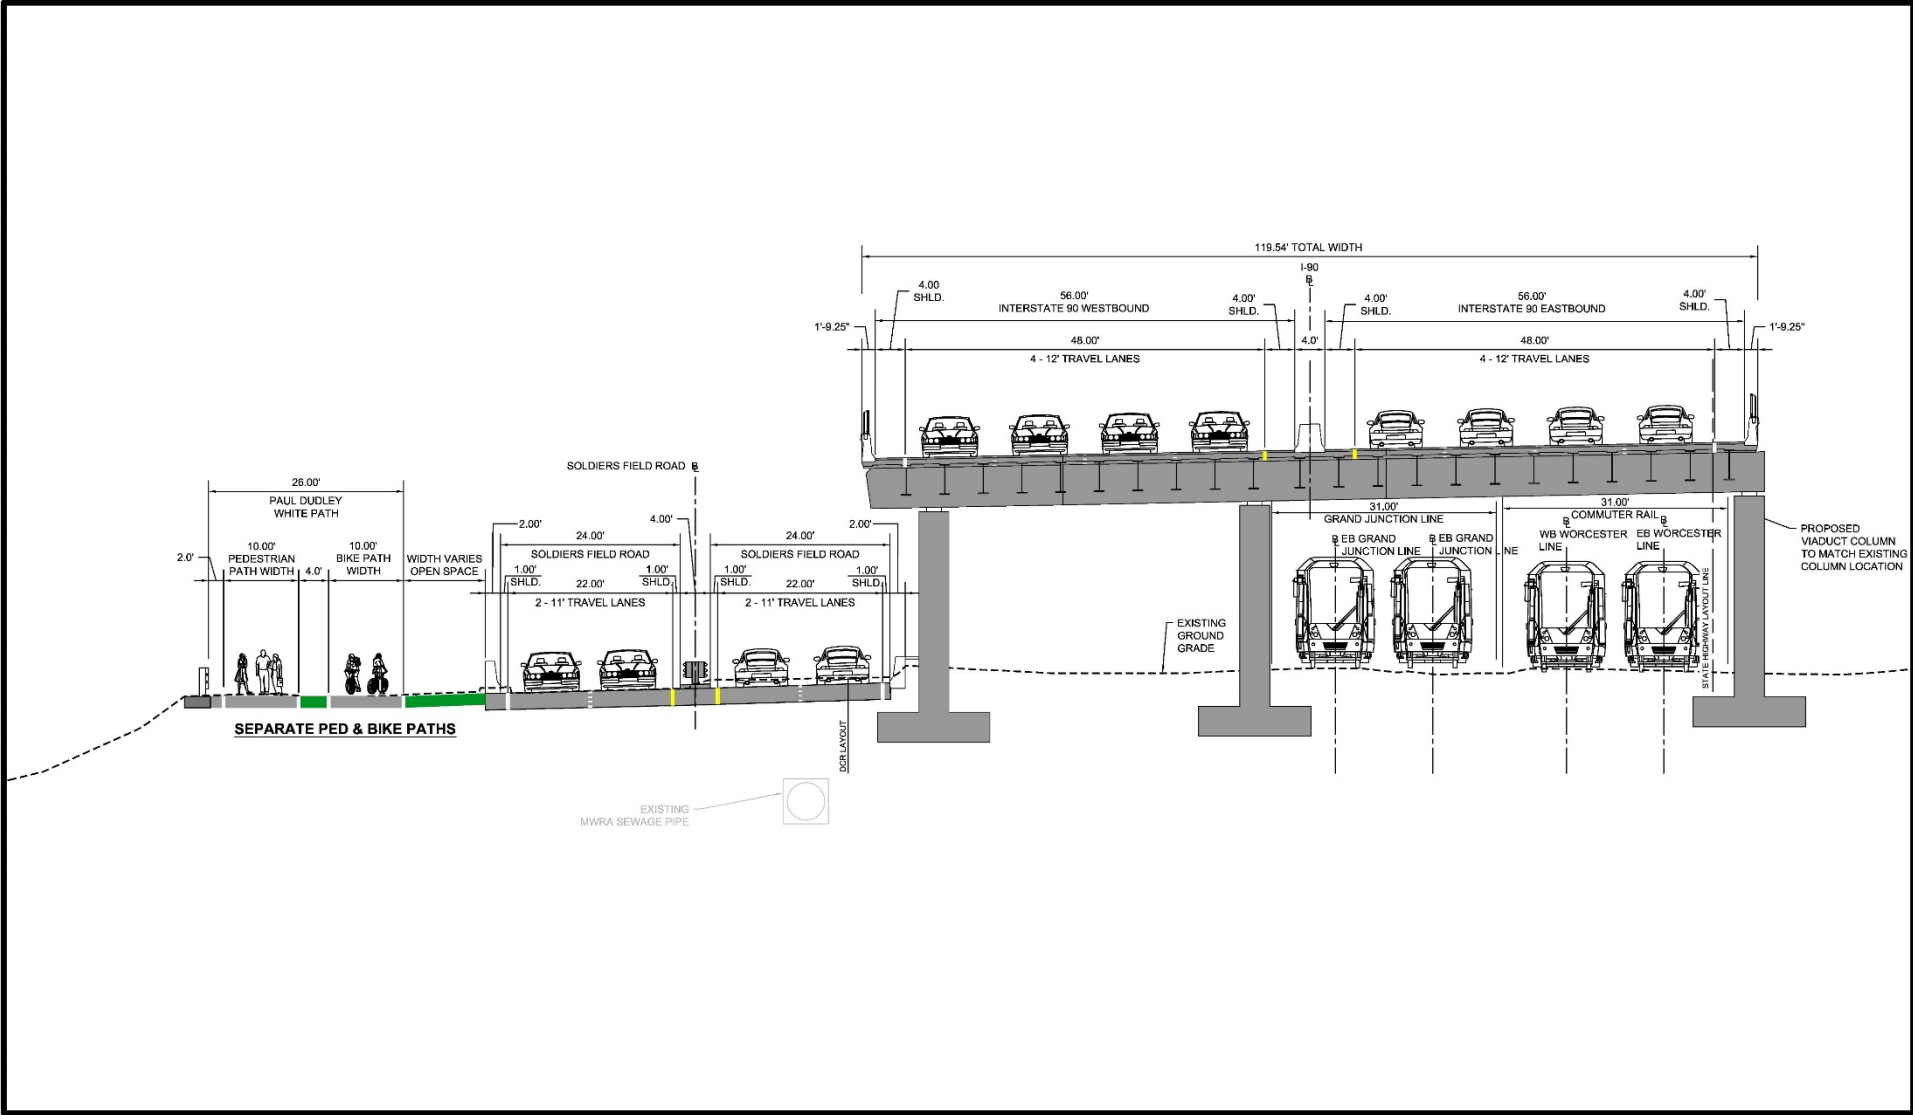 119.54' TOTAL WIDTH
I-90
BL
4.00
SHLD.
56.00'
INTERSTATE 90 WESTBOUND
4.00'
SHLD.
4.00'
SHLD.
56.00'
INTERSTATE 90 EASTBOUND
4.00'
SHLD.
1'-9.25"
48.00'
4 - 12' TRAVEL LANES
4.0'
48.00'
4 - 12' TRAVEL LANES
1'-9.25"
SOLDIERS FIELD ROAD BL
26.00'
PAUL DUDLEY
WHITE PATH
2.00'
24.00'
SOLDIERS FIELD ROAD
4.00'
24.00'
SOLDIERS FIELD ROAD
2.00'
2.0'
10.00'
PEDESTRIAN
PATH WIDTH
4.0'
10.00'
BIKE PATH
WIDTH
WIDTH VARIES
OPEN SPACE
1.00'
SHLD.
1.00'
SHLD
22.00'
2 - 11' TRAVEL LANES
1.00'
SHLD.
1.00'
SHLD
22.00'
2 - 11' TRAVEL LANES
31.00'
GRAND JUNCTION LINE
31.00'
COMMUTER RAIL
BL EB GRAND
JUNCTION LINE
BL EB GRAND
JUNCTION LINE
BL
WB WORCESTER
LINE
BL
EB WORCESTER
LINE
PROPOSED
VIADUCT COLUMN
TO MATCH EXISTING
COLUMN LOCATION
STATE HIGHWAY LAYOUT LINE
EXISTING
GROUND
GRADE
SEPARATE PED & BIKE PATHS
DCR LAYOUT
EXISTING
MWRA SEWAGE PIPE